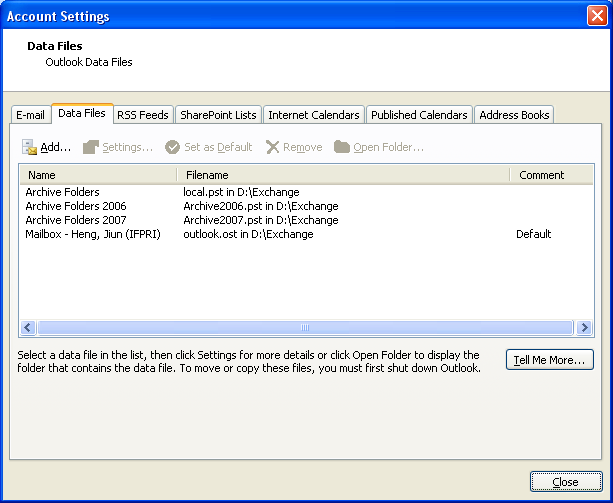 Account Settings
Data Files
Outlook Data Files
E-mail Data Files RSS Feeds SharePoint Lists Internet Calendars Published Calendars Address Books
Add... Settings... Set as Default Remove Open Folder...
Name Filename Comment
Archive Folders local.pst in D:\Exchange
Archive Folders 2006 Archive2006.pst in D:\Exchange
Archive Folders 2007 Archive2007.pst in D:\Exchange
Mailbox - Heng, Jiun (IFPRI) outlook.ost in D:\Exchange Default
Select a data file in the list, then click Settings for more details or click Open Folder to display the
folder that contains the data file. To move or copy these files, you must first shut down Outlook.
Tell Me More...
Close